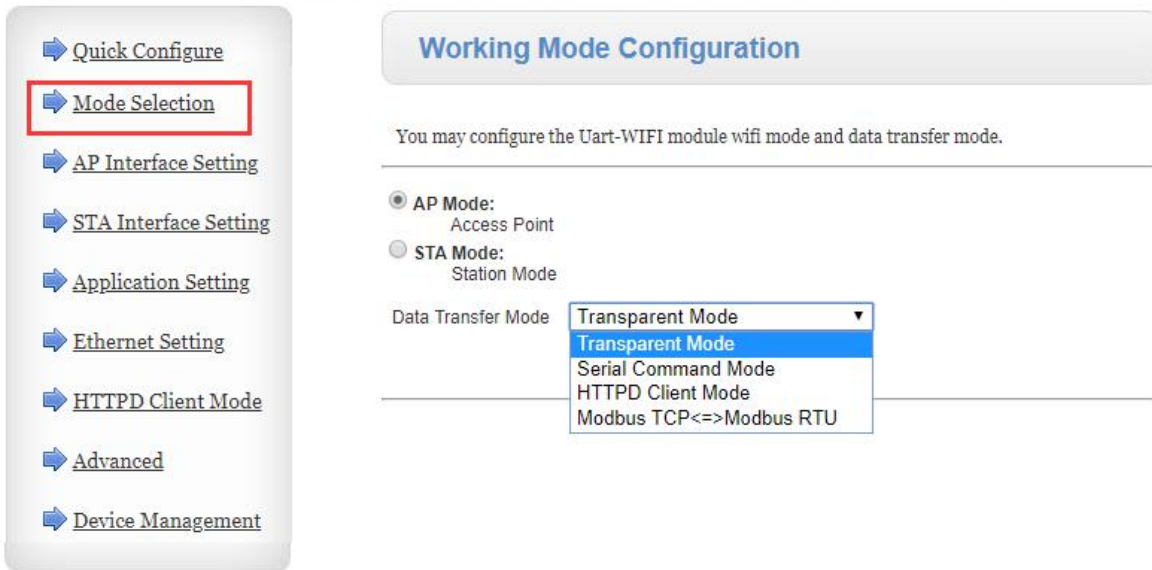 Quick Configure
Mode Selection
AP Interface Setting
STA Interface Setting
Application Setting
Ethernet Setting
HTTPD Client Mode
Advanced
Device Management
Working Mode Configuration
You may configure the Uart-WIFI module wifi mode and data transfer mode.
AP Mode:
Access Point
STA Mode:
Station Mode
Data Transfer Mode Transparent Mode
Transparent Mode
Serial Command Mode
HTTPD Client Mode
Modbus TCP<=>Modbus RTU